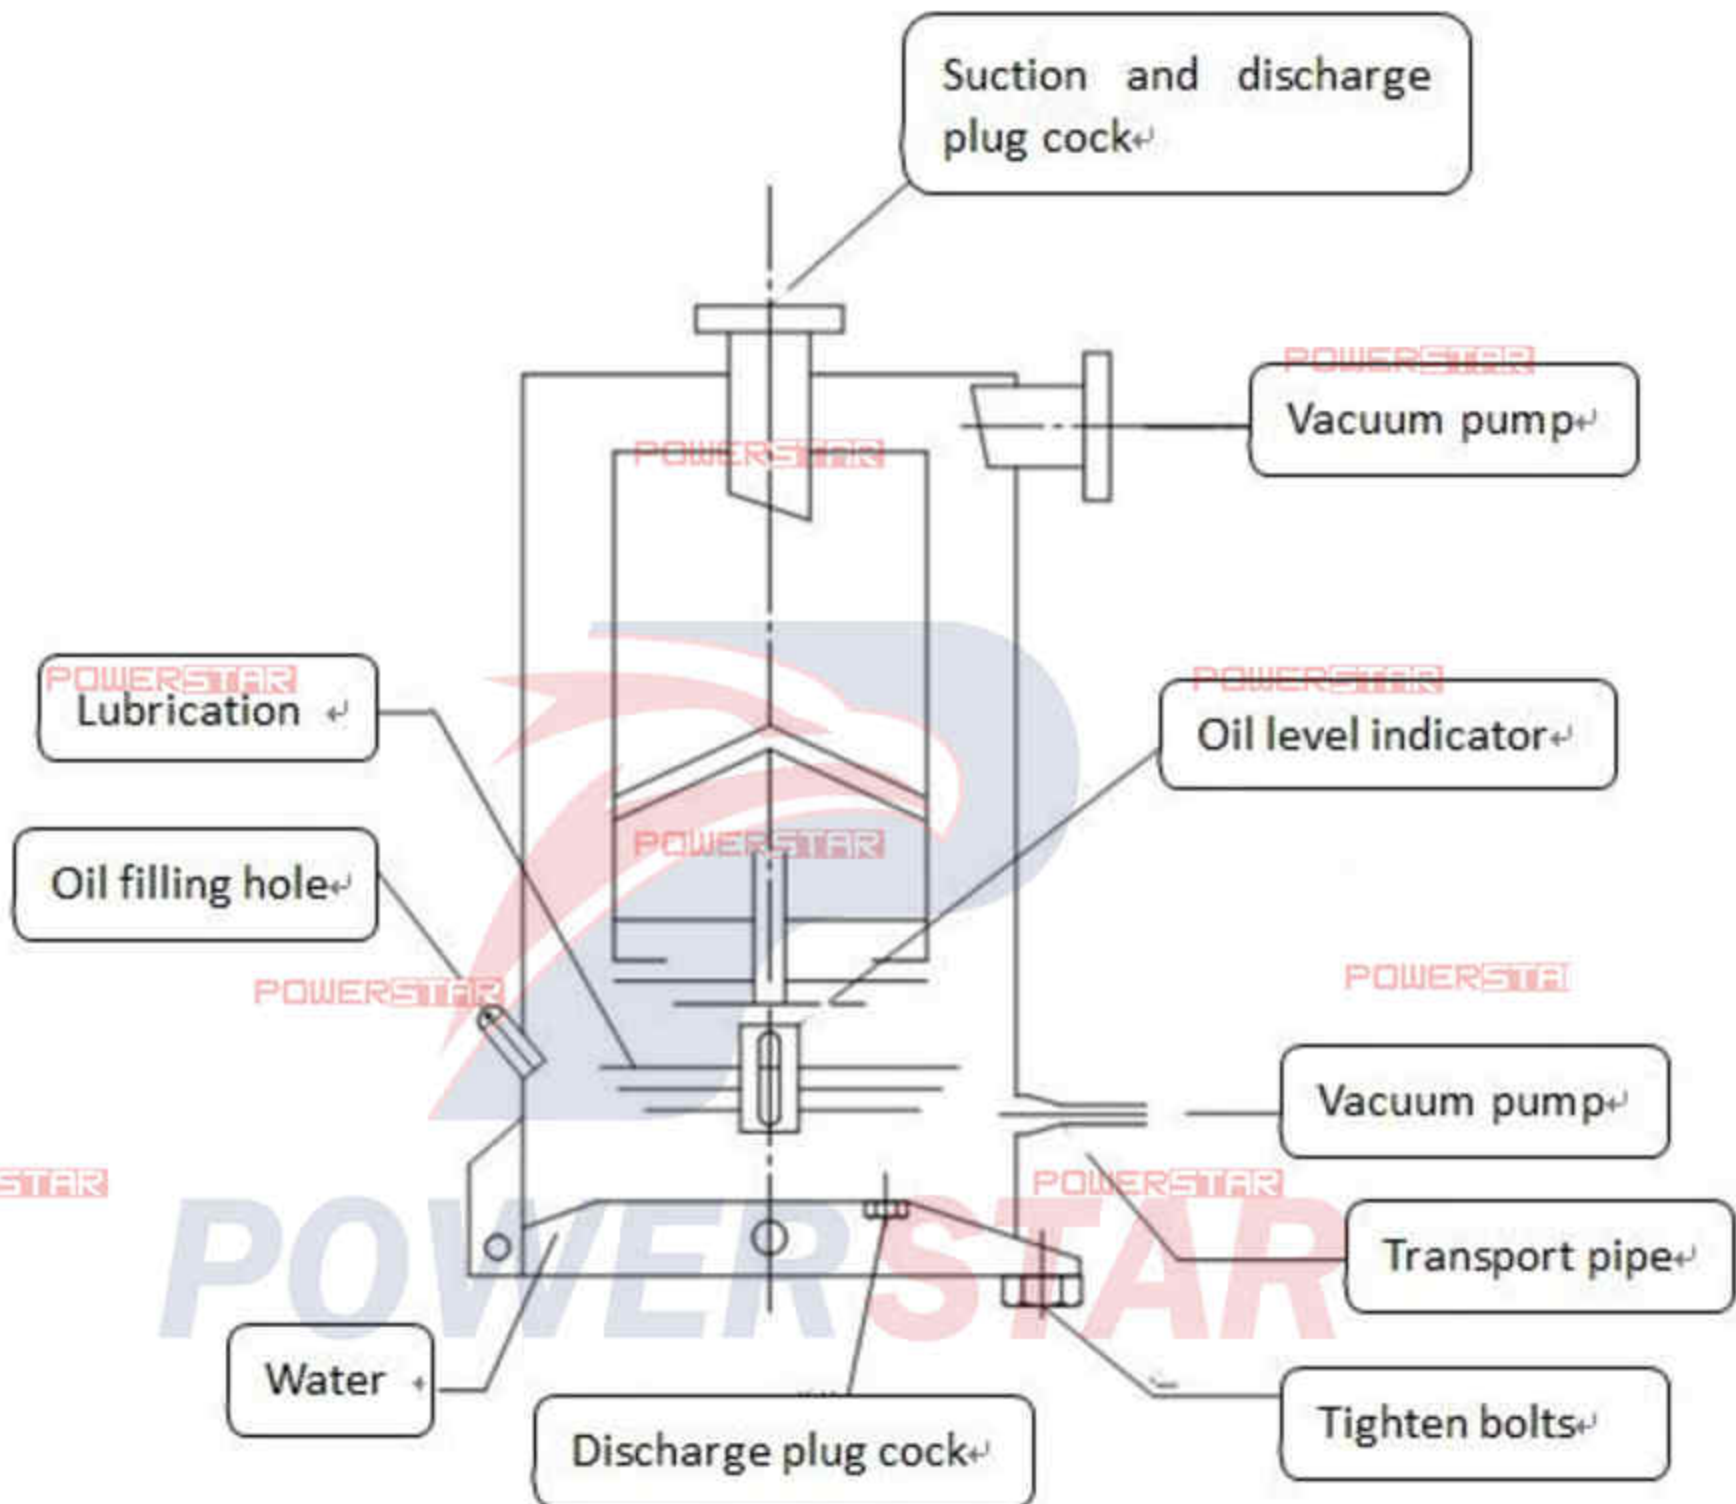 Suction and discharge
plug cock↵
POWERSTAR
Vacuum pump↵
POWERSTAR
POWERSTAR
Lubrication ↵
POWERSTAR
Oil level indicator↵
POWERSTAR
Oil filling hole↵
POWERSTAR
POWERSTAR
POWERSTA
Vacuum pump↵
STAR
POWERSTAR
POWERSTAR
Transport pipe↵
Water
Tighten bolts↵
Discharge plug cock↵